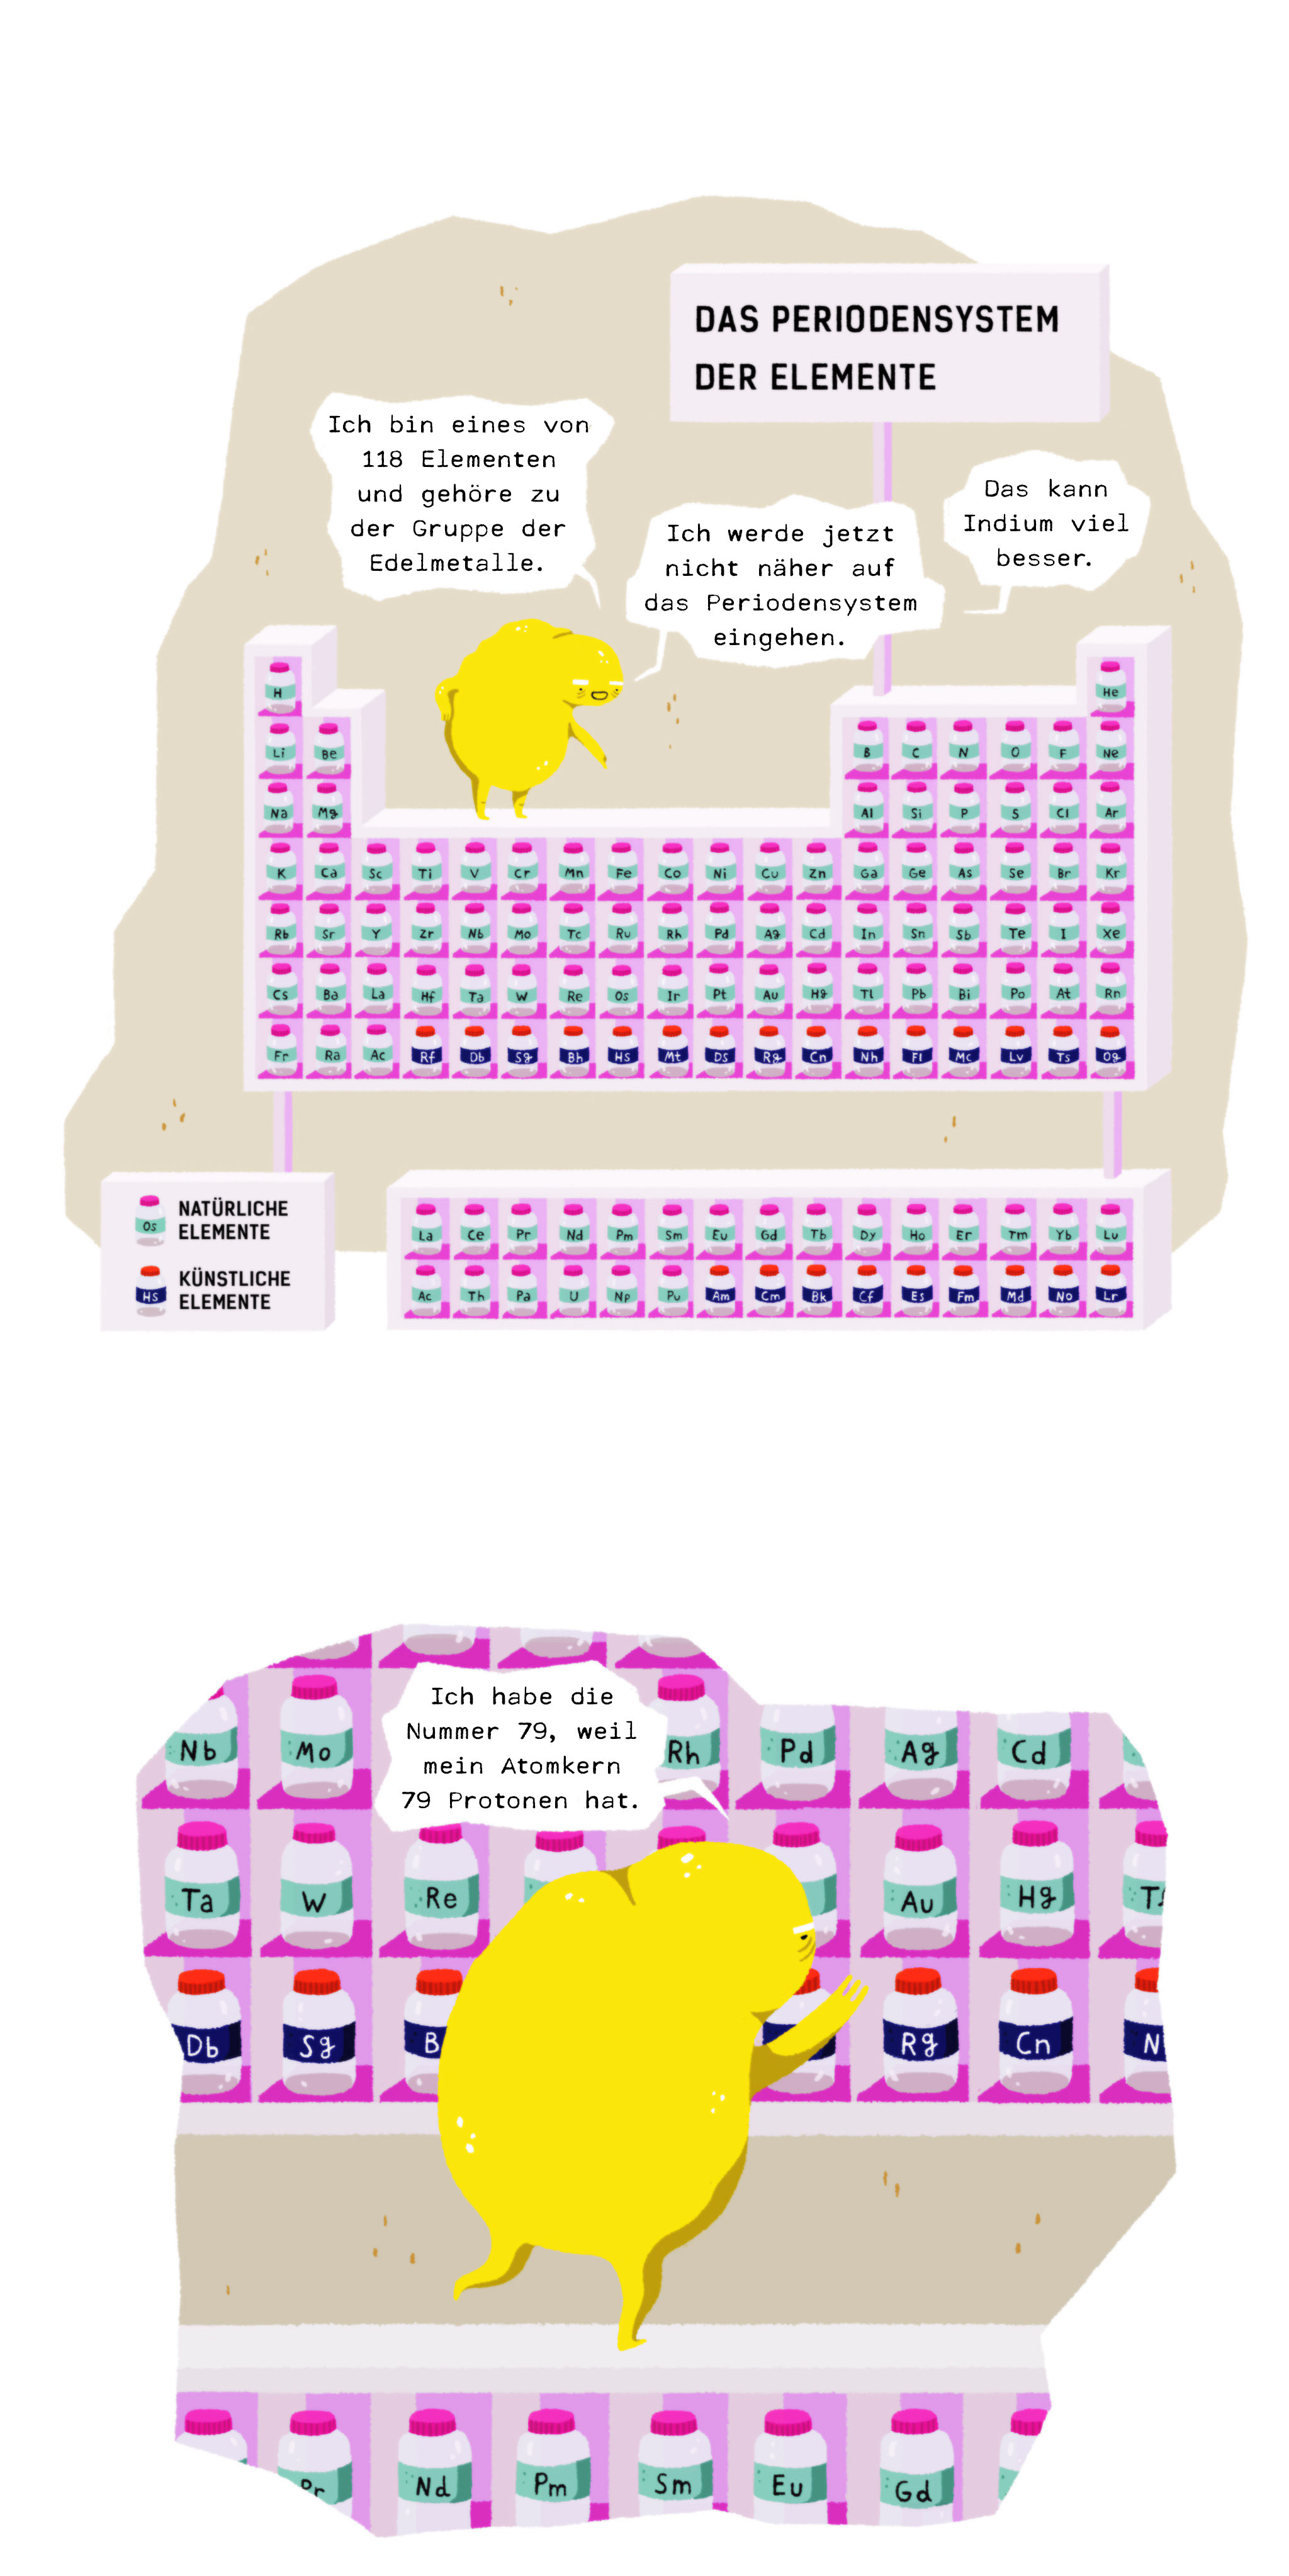 DAS PERIODENSYSTEM
DER ELEMENTE
Ich bin eines von
118 Elementen
und gehöre zu
der Gruppe der
Edelmetalle.
Ich werde jetzt
nicht näher auf
das Periodensystem
eingehen.
Das kann
Indium viel
besser.
H He
Li Be B C N O F Ne
Na Mg Al Si P S Cl Ar
K Ca Sc Ti V Cr Mn Fe Co Ni Cu Zn Ga Ge As Se Br Kr
Rb Sr Y Zr Nb Mo Tc Ru Rh Pd Ag Cd In Sn Sb Te I Xe
Cs Ba La Hf Ta W Re Os Ir Pt Au Hg Tl Pb Bi Po At Rn
Fr Ra Ac Rf Db Sg Bh HS Mt DS Rg Cn Nh Fl Mc Lv Ts Og
Os NATÜRLICHE
ELEMENTE
HS KÜNSTLICHE
ELEMENTE
La Ce Pr Nd Pm Sm Eu Gd Tb Dy Ho Er Tm Yb Lu
Ac Th Pa U Np Pu Am Cm Bk Cf Es Fm Md No Lr
Ich habe die
Nummer 79, weil
mein Atomkern
79 Protonen hat.
Nb Mo Rh Pd Ag Cd
Ta W Re Au Hg T
Db Sg B Rg Cn N
Pr Nd Pm Sm Eu Gd